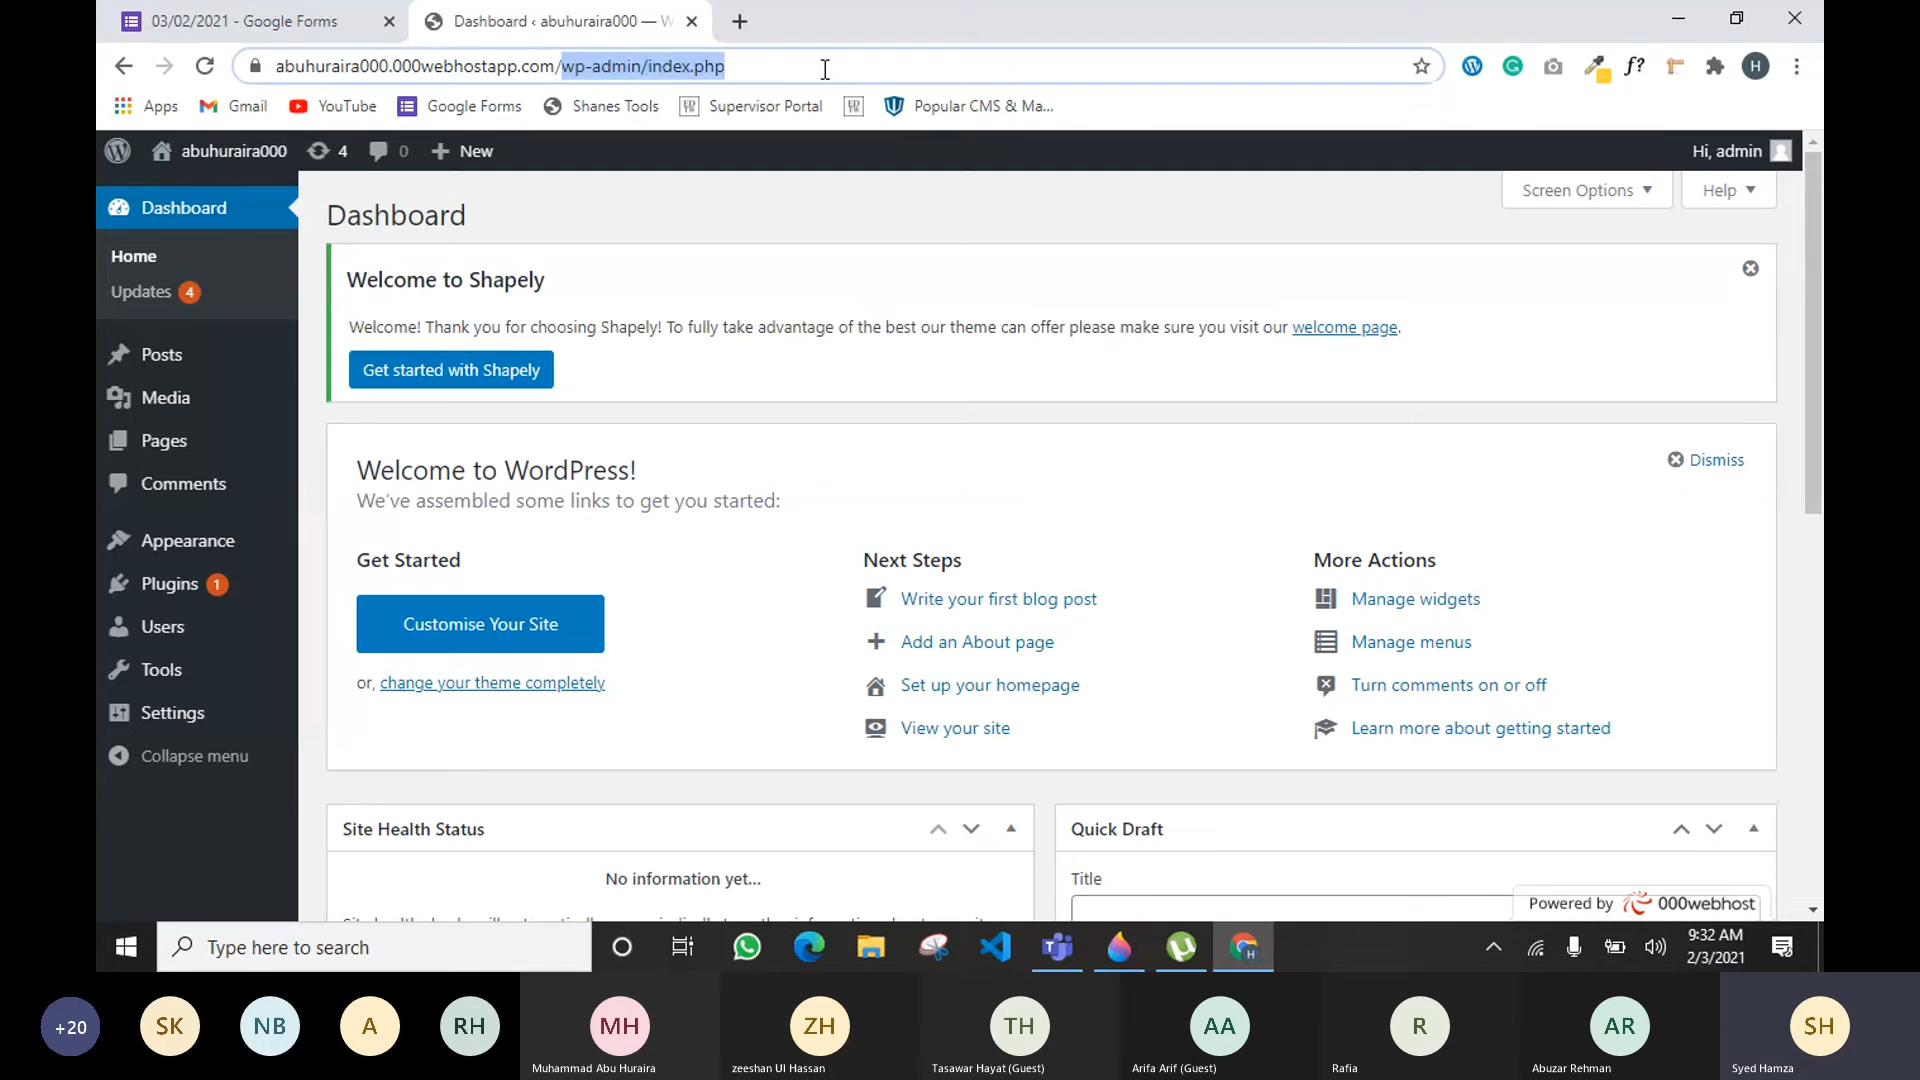 03/02/2021 - Google Forms
Dashboard ‹ abuhuraira000 — W
abuhuraira000.000webhostapp.com/wp-admin/index.php
f?
H
Apps
Gmail
YouTube
Google Forms
Shanes Tools
Supervisor Portal
Popular CMS & Ma...
abuhuraira000
4
0
New
Hi, admin
Screen Options
Help
Dashboard
Home
Updates 4
Posts
Media
Pages
Comments
Appearance
Plugins 1
Users
Tools
Settings
Collapse menu
Dashboard
Welcome to Shapely
Welcome! Thank you for choosing Shapely! To fully take advantage of the best our theme can offer please make sure you visit our welcome page.
Get started with Shapely
Welcome to WordPress!
Dismiss
We've assembled some links to get you started:
Get Started
Customise Your Site
or, change your theme completely
Next Steps
Write your first blog post
Add an About page
Set up your homepage
View your site
More Actions
Manage widgets
Manage menus
Turn comments on or off
Learn more about getting started
Site Health Status
No information yet...
Quick Draft
Title
Powered by 000webhost
Type here to search
9:32 AM
2/3/2021
+20
SK
NB
A
RH
MH
Muhammad Abu Huraira
ZH
zeeshan Ul Hassan
TH
Tasawar Hayat (Guest)
AA
Arifa Arif (Guest)
R
Rafia
AR
Abuzar Rehman
SH
Syed Hamza